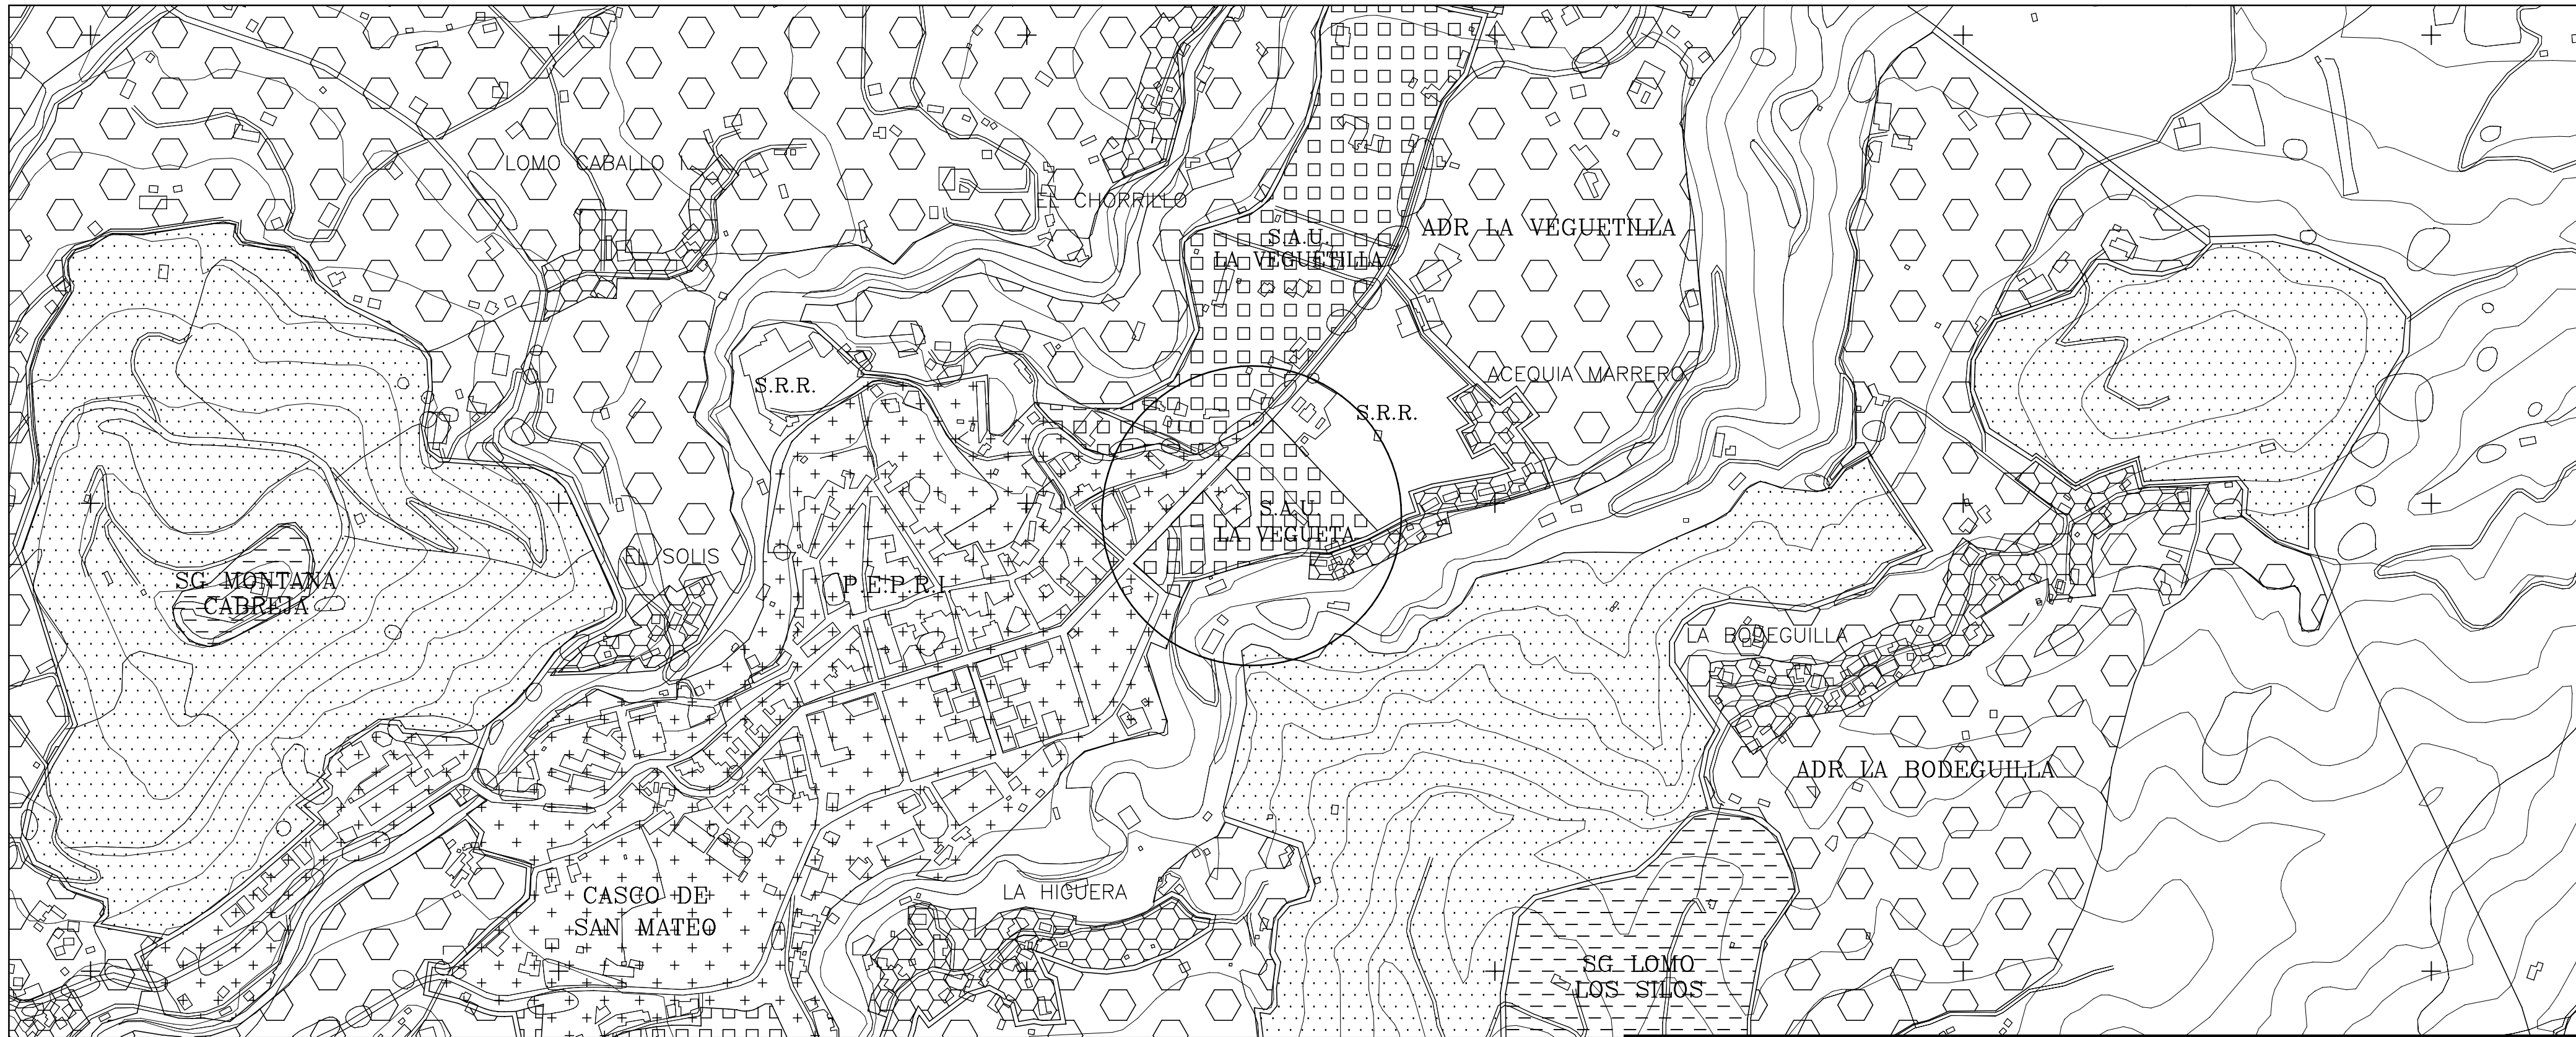 LOMO CABALLO I
EL CHORRILLO
ADR LA VEGUETILLA
S.A.U.
LA VEGUETILLA
ACEQUIA MARRERO
S.R.R.
S.R.R.
S.A.U.
LA VEGUETA
EL SOLIS
SG MONTANA
CABREJA
P.E.P.R.I.
LA BODEGUILLA
ADR LA BODEGUILLA
LA HIGUERA
CASCO DE
SAN MATEO
SG LOMO
LOS SILOS